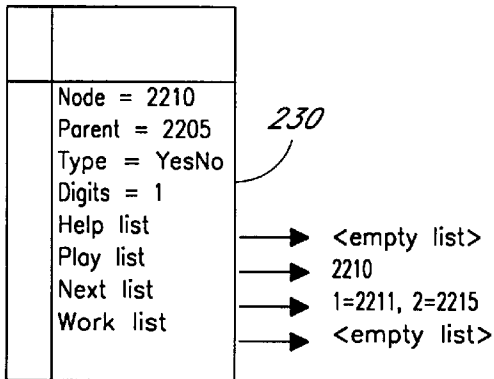 Node = 2210
Parent = 2205
230
Type = YesNo
Digits = 1
Help list
<empty list>
Play list
2210
Next list
1=2211, 2=2215
Work list
<empty list>